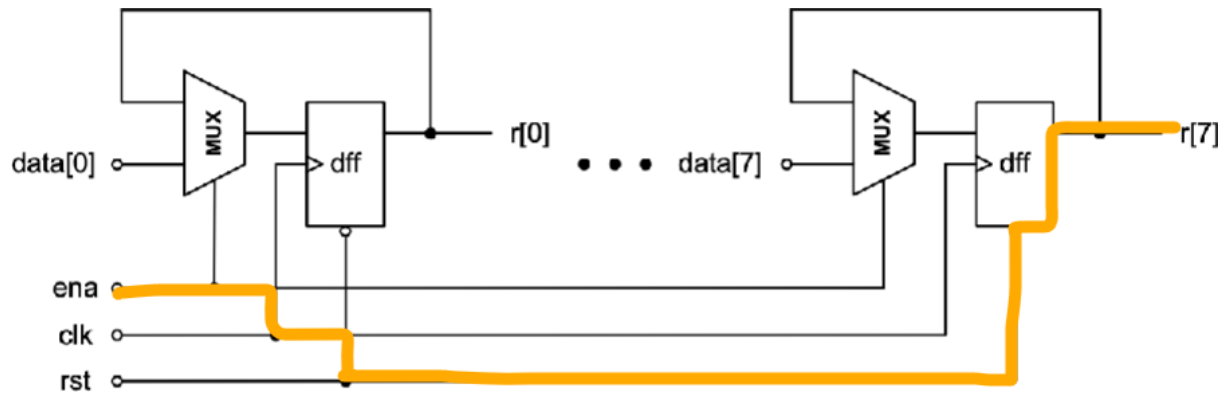 MUX
dff
r[0]
data[0]
MUX
dff
r[7]
data[7]
ena
clk
rst